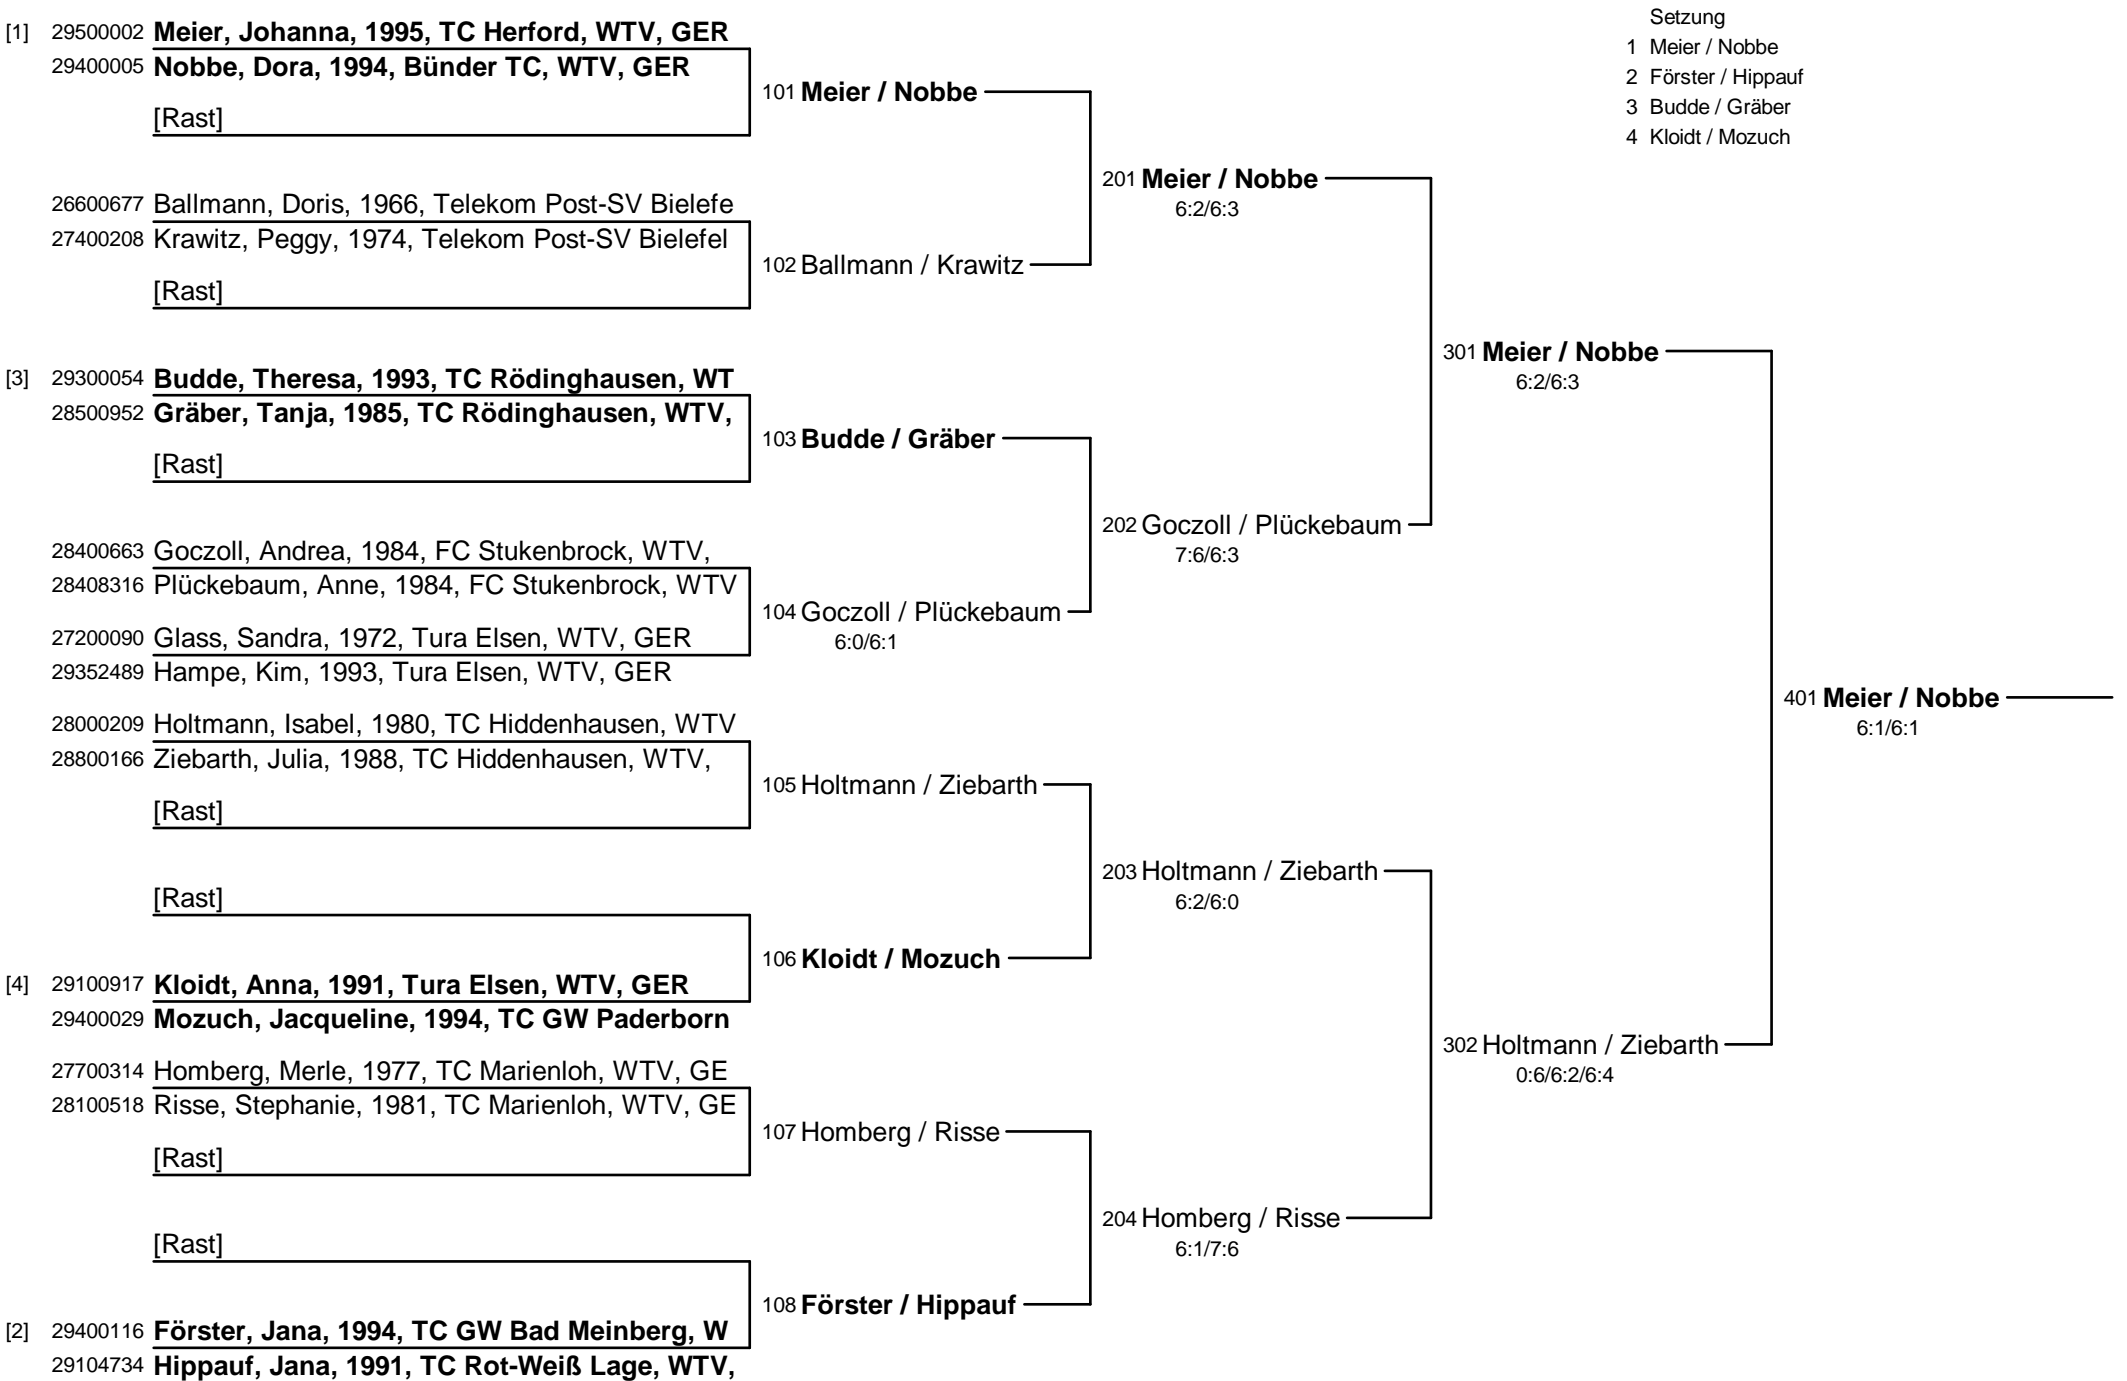 Setzung
1 Meier / Nobbe
2 Förster / Hippauf
3 Budde / Gräber
4 Kloidt / Mozuch
[1] 29500002 Meier, Johanna, 1995, TC Herford, WTV, GER
29400005 Nobbe, Dora, 1994, Bünder TC, WTV, GER
[Rast]
101 Meier / Nobbe
26600677 Ballmann, Doris, 1966, Telekom Post-SV Bielefe
27400208 Krawitz, Peggy, 1974, Telekom Post-SV Bielefel
[Rast]
102 Ballmann / Krawitz
201 Meier / Nobbe
6:2/6:3
[3] 29300054 Budde, Theresa, 1993, TC Rödinghausen, WT
28500952 Gräber, Tanja, 1985, TC Rödinghausen, WTV,
[Rast]
103 Budde / Gräber
28400663 Goczoll, Andrea, 1984, FC Stukenbrock, WTV,
28408316 Plückebaum, Anne, 1984, FC Stukenbrock, WTV
27200090 Glass, Sandra, 1972, Tura Elsen, WTV, GER
29352489 Hampe, Kim, 1993, Tura Elsen, WTV, GER
104 Goczoll / Plückebaum
6:0/6:1
202 Goczoll / Plückebaum
7:6/6:3
301 Meier / Nobbe
6:2/6:3
28000209 Holtmann, Isabel, 1980, TC Hiddenhausen, WTV
28800166 Ziebarth, Julia, 1988, TC Hiddenhausen, WTV,
[Rast]
105 Holtmann / Ziebarth
[Rast]
[4] 29100917 Kloidt, Anna, 1991, Tura Elsen, WTV, GER
29400029 Mozuch, Jacqueline, 1994, TC GW Paderborn
106 Kloidt / Mozuch
203 Holtmann / Ziebarth
6:2/6:0
27700314 Homberg, Merle, 1977, TC Marienloh, WTV, GE
28100518 Risse, Stephanie, 1981, TC Marienloh, WTV, GE
[Rast]
107 Homberg / Risse
[Rast]
[2] 29400116 Förster, Jana, 1994, TC GW Bad Meinberg, W
29104734 Hippauf, Jana, 1991, TC Rot-Weiß Lage, WTV,
108 Förster / Hippauf
204 Homberg / Risse
6:1/7:6
302 Holtmann / Ziebarth
0:6/6:2/6:4
401 Meier / Nobbe
6:1/6:1